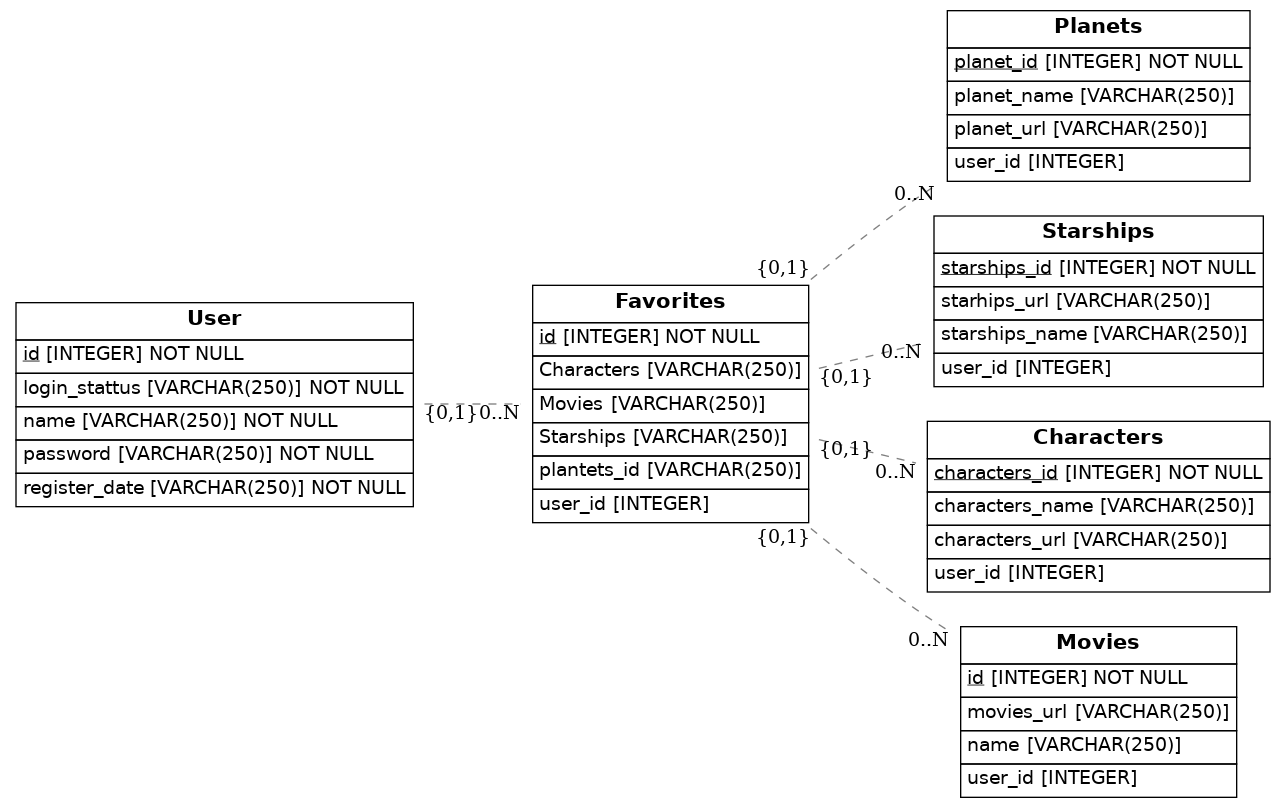 Planets
planet_id [INTEGER] NOT NULL
planet_name [VARCHAR(250)]
planet_url [VARCHAR(250)]
user_id [INTEGER]
0..N
{0,1}
Starships
starships_id [INTEGER] NOT NULL
starhips_url [VARCHAR(250)]
starships_name [VARCHAR(250)]
user_id [INTEGER]
0..N
{0,1}
User
id [INTEGER] NOT NULL
login_stattus [VARCHAR(250)] NOT NULL
name [VARCHAR(250)] NOT NULL
password [VARCHAR(250)] NOT NULL
register_date [VARCHAR(250)] NOT NULL
{0,1}0..N
Favorites
id [INTEGER] NOT NULL
Characters [VARCHAR(250)]
Movies [VARCHAR(250)]
Starships [VARCHAR(250)]
plantets_id [VARCHAR(250)]
user_id [INTEGER]
{0,1}
0..N
Characters
characters_id [INTEGER] NOT NULL
characters_name [VARCHAR(250)]
characters_url [VARCHAR(250)]
user_id [INTEGER]
{0,1}
0..N
Movies
id [INTEGER] NOT NULL
movies_url [VARCHAR(250)]
name [VARCHAR(250)]
user_id [INTEGER]